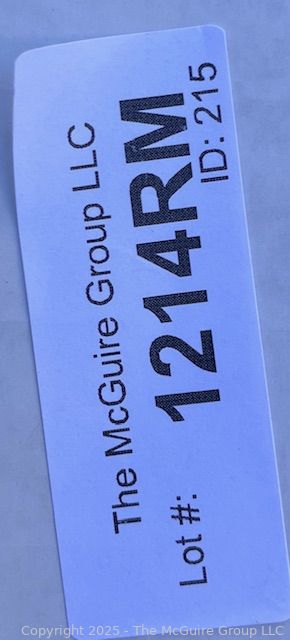 The McGuire Group LLC
Lot #: 1214RM
ID: 215
Copyright 2025 - The McGuire Group LLC